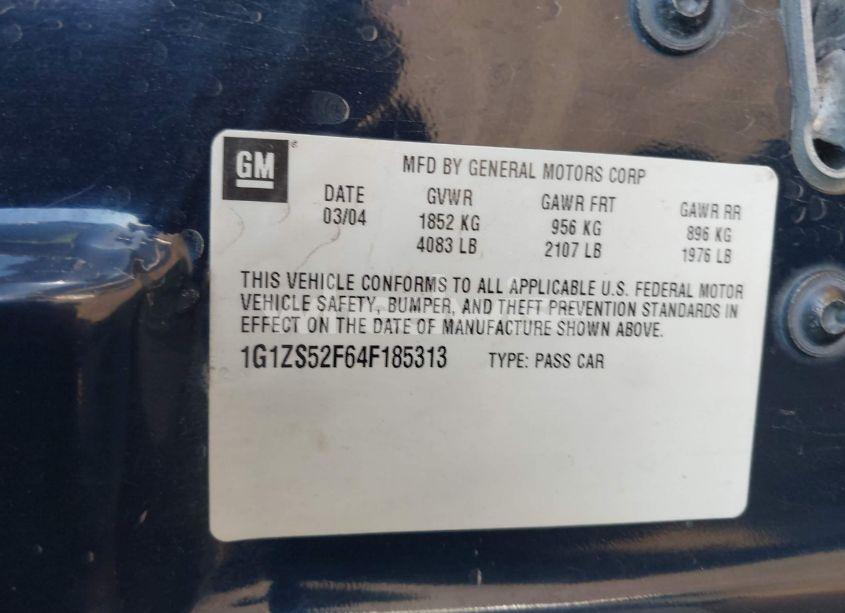 GM
MFD BY GENERAL MOTORS CORP
DATE GVWR GAWR FRT GAWR RR
03/04 1852 KG 956 KG 896 KG
4083 LB 2107 LB 1976 LB
THIS VEHICLE CONFORMS TO ALL APPLICABLE U.S. FEDERAL MOTOR
VEHICLE SAFETY, BUMPER, AND THEFT PREVENTION STANDARDS IN
EFFECT ON THE DATE OF MANUFACTURE SHOWN ABOVE.
1G1ZS52F64F185313 TYPE: PASS CAR